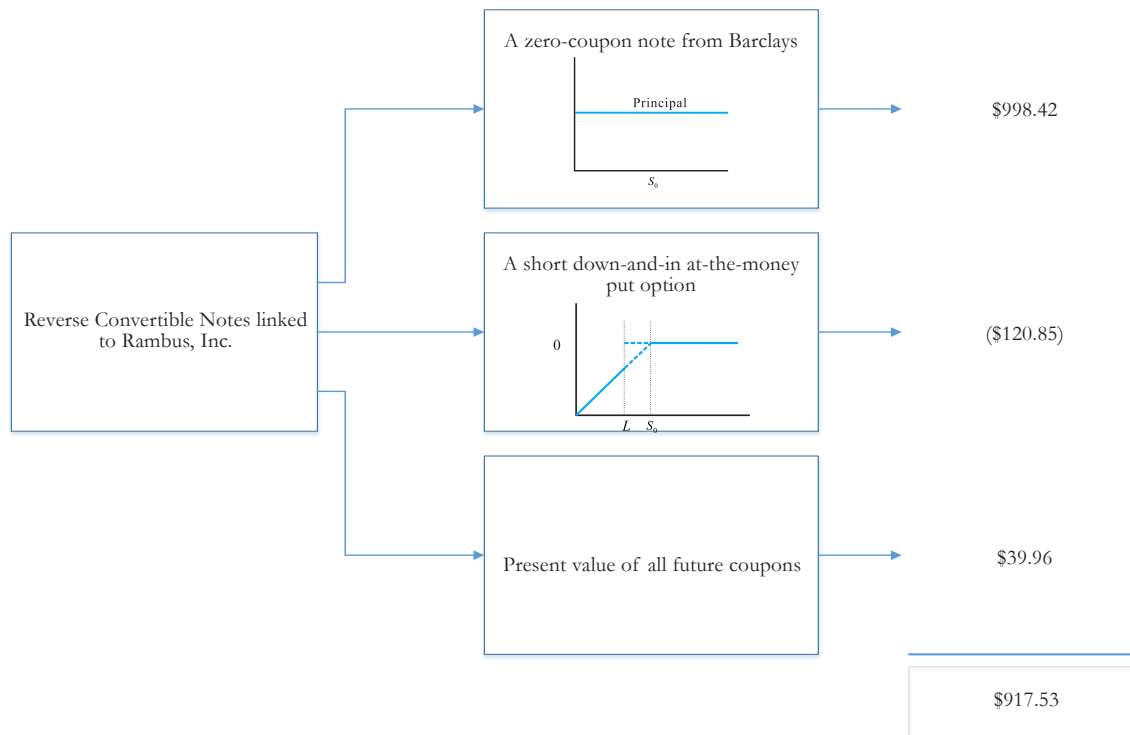 A zero-coupon note from Barclays
Principal
S₀
$998.42
Reverse Convertible Notes linked
to Rambus, Inc.
A short down-and-in at-the-money
put option
0
L S₀
($120.85)
Present value of all future coupons
$39.96
$917.53